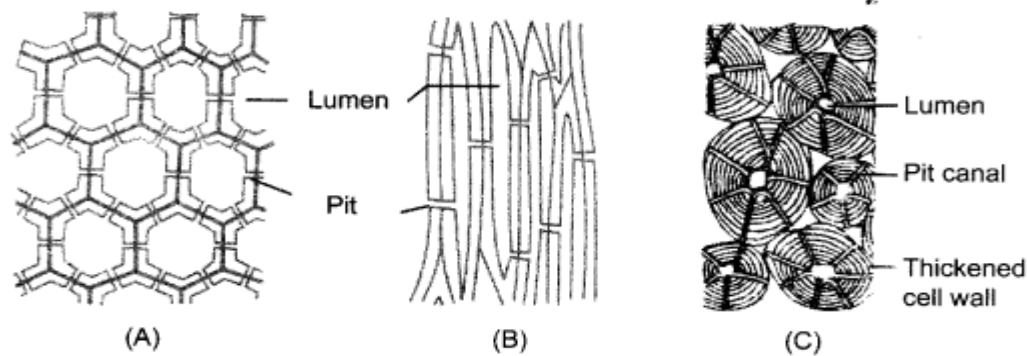 Lumen
Pit
Lumen
Pit canal
Thickened
cell wall
(A)
(B)
(C)